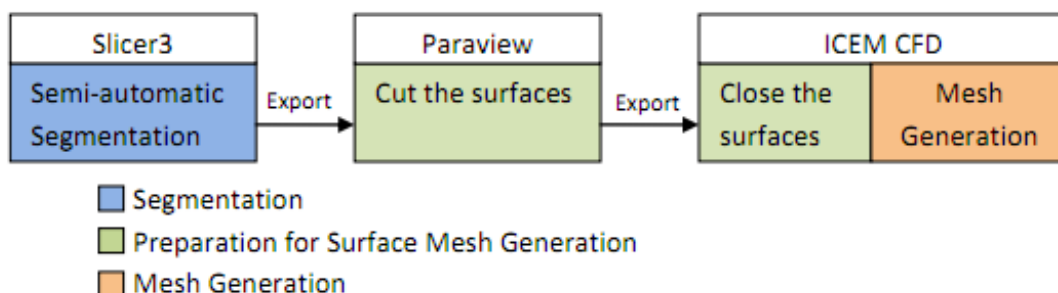 Slicer3
Semi-automatic
Segmentation
Export
Paraview
Cut the surfaces
Export
ICEM CFD
Close the
surfaces
Mesh
Generation
Segmentation
Preparation for Surface Mesh Generation
Mesh Generation